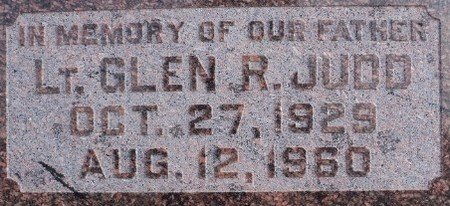 IN MEMORY OF OUR FATHER
LT. GLEN R. JUDD
OCT. 27, 1929
AUG. 12, 1960